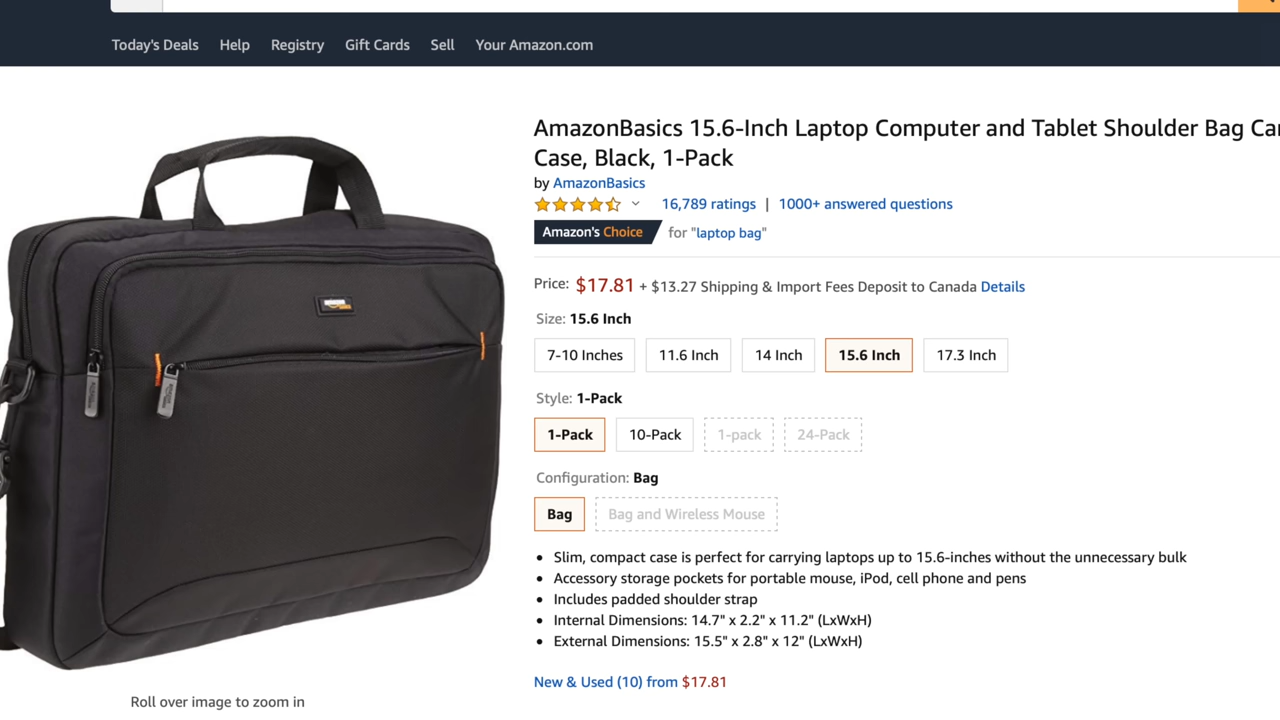 Today's Deals Help Registry Gift Cards Sell Your Amazon.com
AmazonBasics 15.6-Inch Laptop Computer and Tablet Shoulder Bag
Case, Black, 1-Pack
by AmazonBasics
16,789 ratings | 1000+ answered questions
Amazon's Choice for "laptop bag"
Price: $17.81 + $13.27 Shipping & Import Fees Deposit to Canada Details
Size: 15.6 Inch
7-10 Inches 11.6 Inch 14 Inch 15.6 Inch 17.3 Inch
Style: 1-Pack
1-Pack 10-Pack 1-pack 24-Pack
Configuration: Bag
Bag Bag and Wireless Mouse
• Slim, compact case is perfect for carrying laptops up to 15.6-inches without the unnecessary bulk
• Accessory storage pockets for portable mouse, iPod, cell phone and pens
• Includes padded shoulder strap
• Internal Dimensions: 14.7" x 2.2" x 11.2" (LxWxH)
• External Dimensions: 15.5" x 2.8" x 12" (LxWxH)
New & Used (10) from $17.81
Roll over image to zoom in